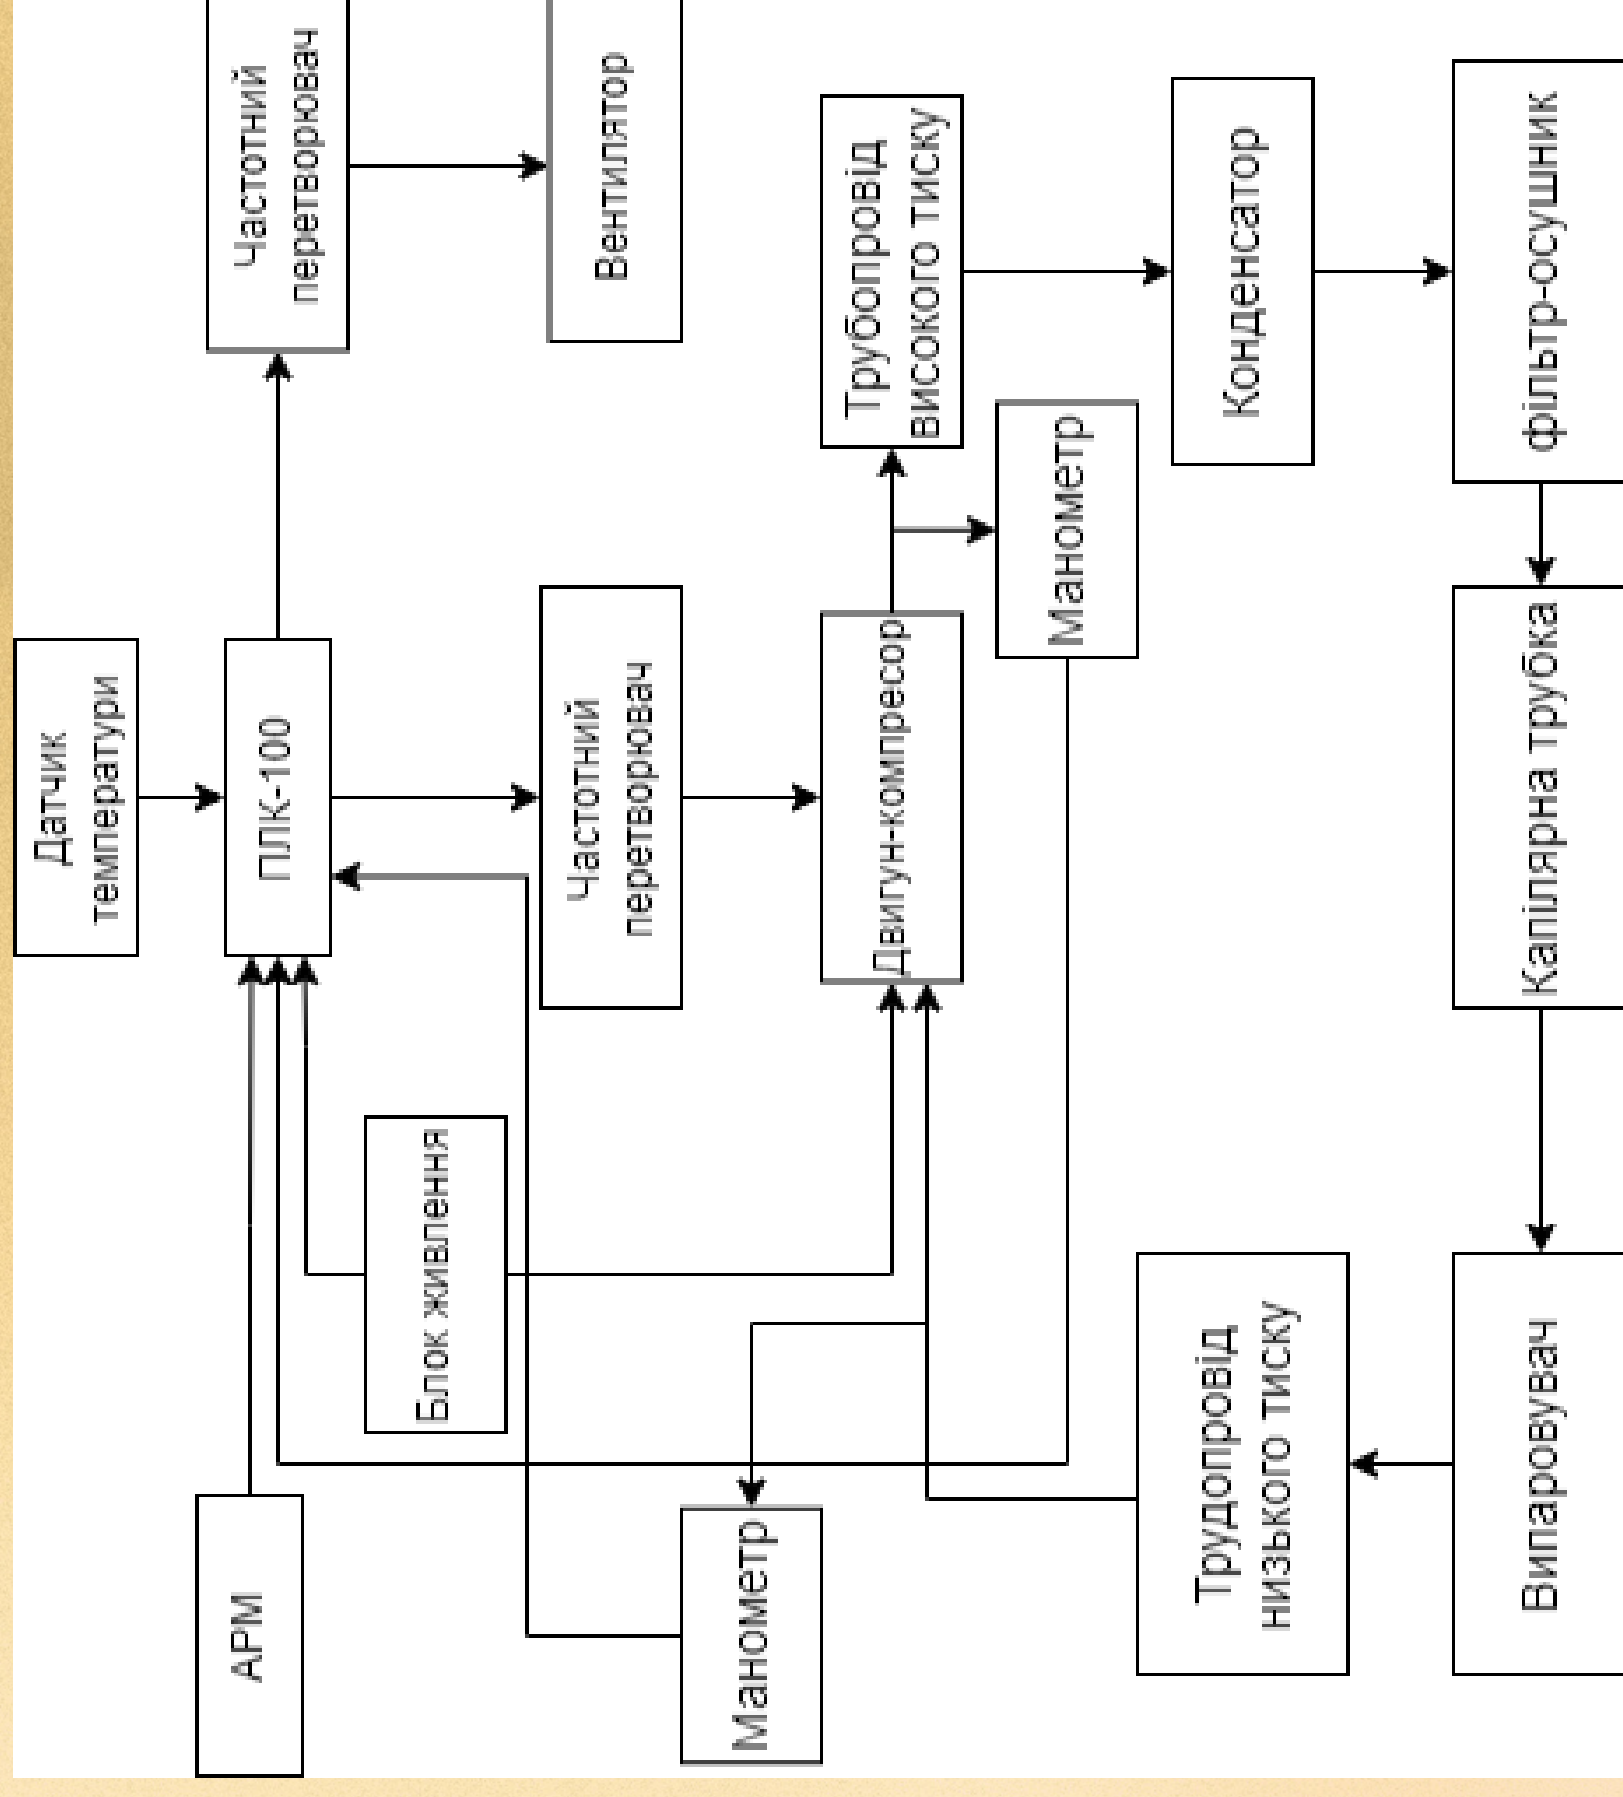 Датчик
температури
АРМ
ПЛК-100
Частотний
перетворювач
Блок живлення
Частотний
перетворювач
Вентилятор
Манометр
Двигун-компресор
Трубопровід
високого тиску
Манометр
Трудопровід
низького тиску
Конденсатор
Випаровувач
Капілярна трубка
фільтр-осушник